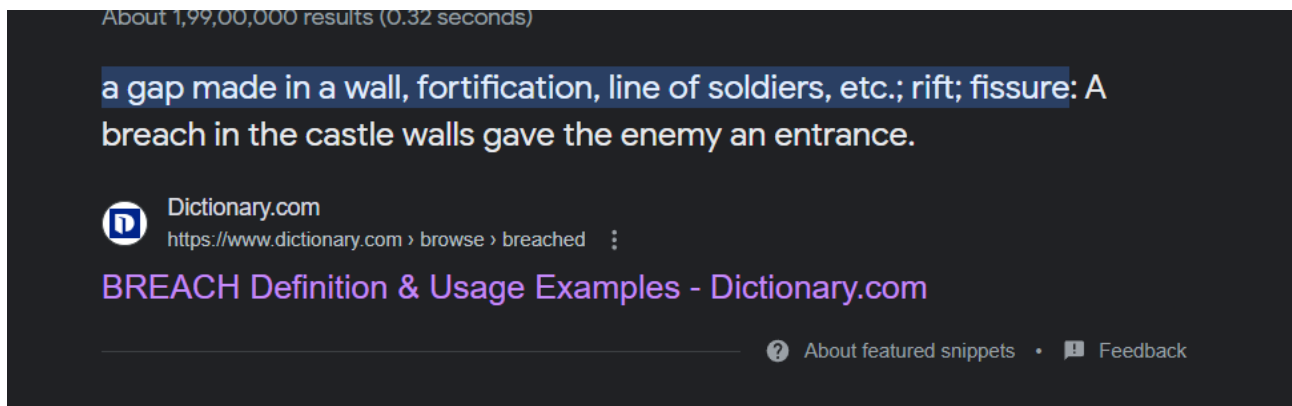 About 1,99,00,000 results (0.32 seconds)
a gap made in a wall, fortification, line of soldiers, etc.; rift; fissure: A
breach in the castle walls gave the enemy an entrance.
Dictionary.com
https://www.dictionary.com › browse › breached
BREACH Definition & Usage Examples - Dictionary.com
About featured snippets • Feedback